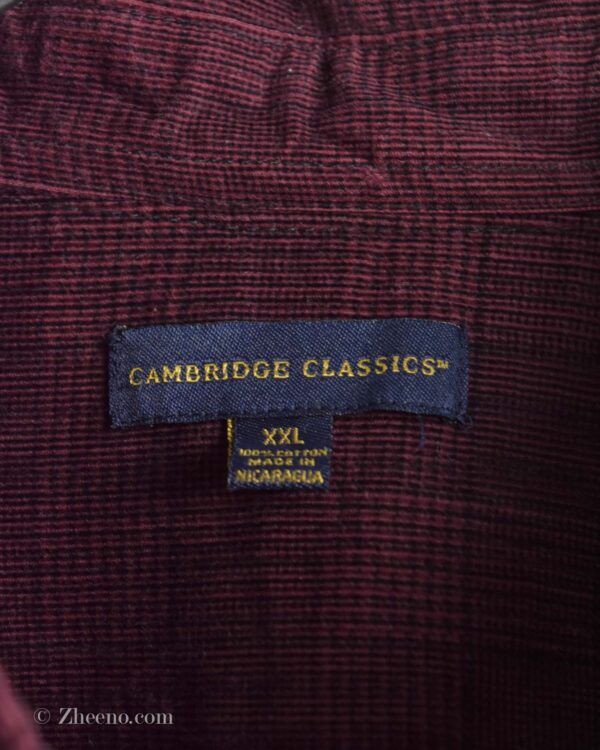 CAMBRIDGE CLASSICS™
XXL
100% COTTON
MADE IN
NICARAGUA
© Zheeno.com